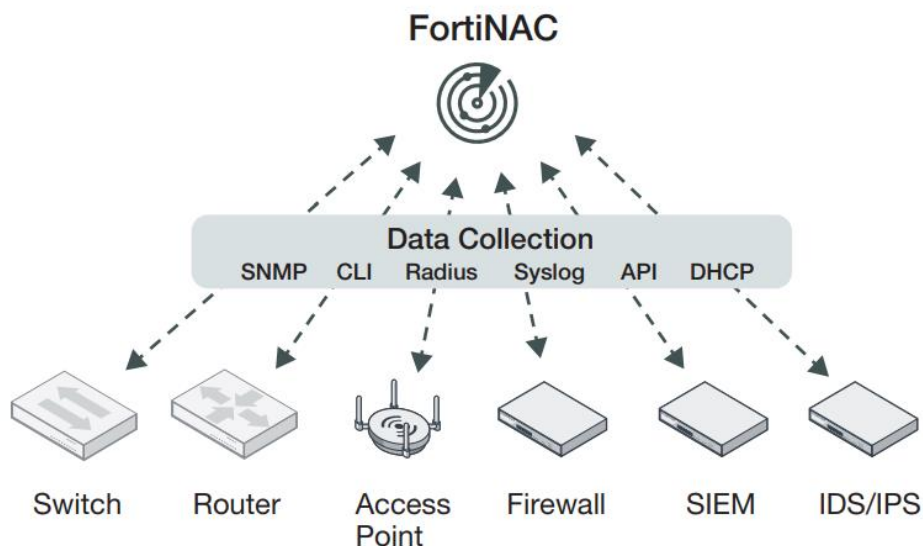 FortiNAC
Data Collection
SNMP CLI Radius Syslog API DHCP
Switch Router Access Point Firewall SIEM IDS/IPS